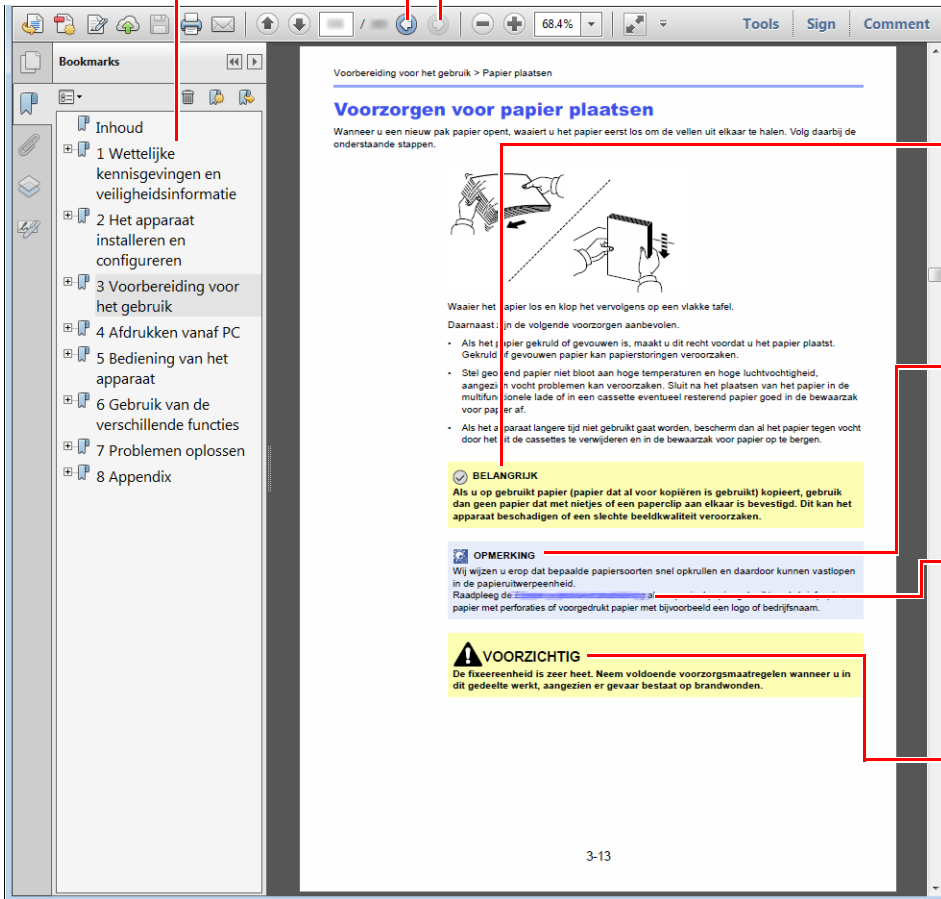 /
68.4%
Tools
Sign
Comment
Bookmarks
Inhoud
1 Wettelijke
kennisgevingen en
veiligheidsinformatie
2 Het apparaat
installeren en
configureren
3 Voorbereiding voor
het gebruik
4 Afdrukken vanaf PC
5 Bediening van het
apparaat
6 Gebruik van de
verschillende functies
7 Problemen oplossen
8 Appendix
Voorbereiding voor het gebruik > Papier plaatsen
Voorzorgen voor papier plaatsen
Wanneer u een nieuw pak papier opent, waaiert u het papier eerst los om de vellen uit elkaar te halen. Volg daarbij de
onderstaande stappen.
Waaier het papier los en klop het vervolgens op een vlakke tafel.
Daarnaast zijn de volgende voorzorgen aanbevolen.
• Als het papier gekruld of gevouwen is, maakt u dit recht voordat u het papier plaatst.
Gekruld of gevouwen papier kan papierstoringen veroorzaken.
• Stel geopend papier niet bloot aan hoge temperaturen en hoge luchtvochtigheid,
aangezien vocht problemen kan veroorzaken. Sluit na het plaatsen van het papier in de
multifunctionele lade of in een cassette eventueel resterend papier goed in de bewaarzak
voor papier af.
• Als het apparaat langere tijd niet gebruikt gaat worden, bescherm dan al het papier tegen vocht
door het uit de cassettes te verwijderen en in de bewaarzak voor papier op te bergen.
BELANGRIJK
Als u op gebruikt papier (papier dat al voor kopiëren is gebruikt) kopieert, gebruik
dan geen papier dat met nietjes of een paperclip aan elkaar is bevestigd. Dit kan het
apparaat beschadigen of een slechte beeldkwaliteit veroorzaken.
OPMERKING
Wij wijzen u erop dat bepaalde papiersoorten snel opkrullen en daardoor kunnen vastlopen
in de papieruitwerpeenheid.
Raadpleeg de
papier met perforaties of voorgedrukt papier met bijvoorbeeld een logo of bedrijfsnaam.
VOORZICHTIG
De fixeereenheid is zeer heet. Neem voldoende voorzorgsmaatregelen wanneer u in
dit gedeelte werkt, aangezien er gevaar bestaat op brandwonden.
3-13